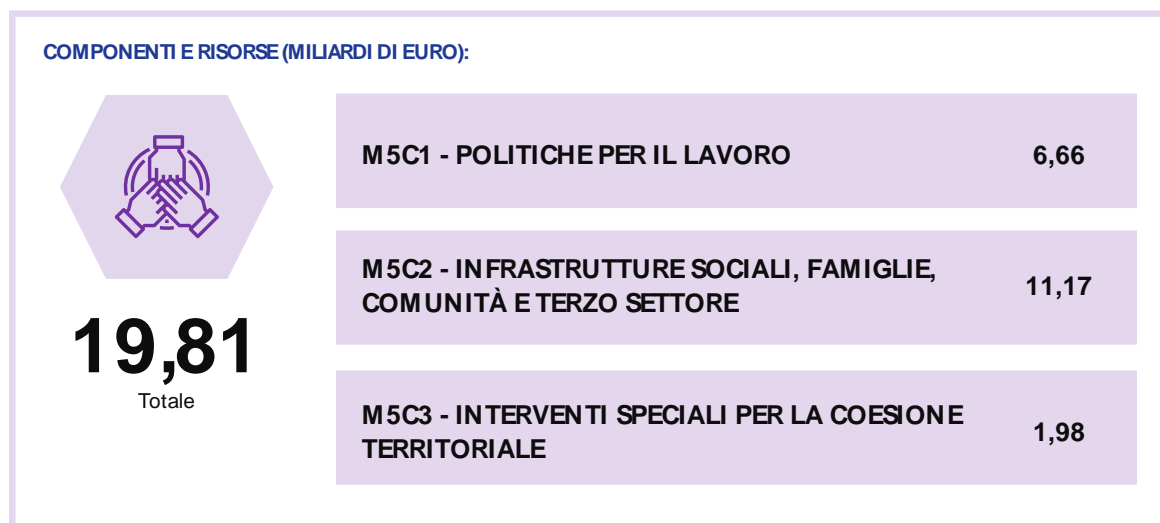 COMPONENTI E RISORSE (MILIARDI DI EURO):
M5C1 - POLITICHE PER IL LAVORO 6,66
M5C2 - INFRASTRUTTURE SOCIALI, FAMIGLIE,
COMUNITÀ E TERZO SETTORE 11,17
19,81
Totale
M5C3 - INTERVENTI SPECIALI PER LA COESIONE
TERRITORIALE 1,98